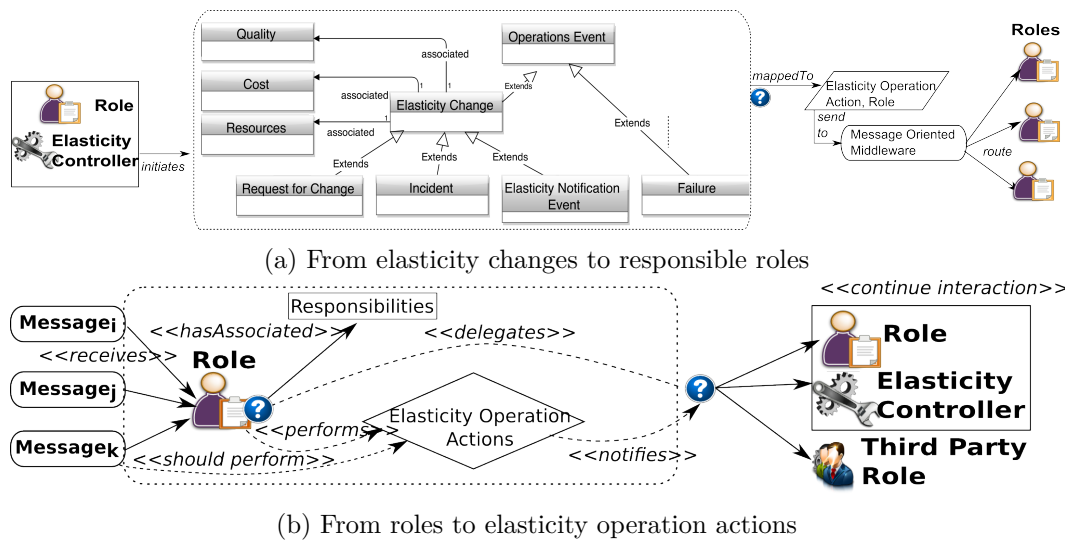 Role
Elasticity
Controller
initiates
Quality
Cost
Resources
associated
1
1
associated
1
associated
Elasticity Change
Operations Event
Extends
Extends
Extends
Extends
Extends
Request for Change
Incident
Elasticity Notification
Event
Failure
mappedTo
?
Elasticity Operation
Action, Role
send
to
Message Oriented
Middleware
route
Roles
(a) From elasticity changes to responsible roles
Messagei
Messagej
Messagek
<<receives>>
<<hasAssociated>>
Responsibilities
<<delegates>>
Role
?
<<performs>>
<<should perform>>
Elasticity Operation
Actions
<<notifies>>
?
<<continue interaction>>
Role
Elasticity
Controller
Third Party
Role
(b) From roles to elasticity operation actions